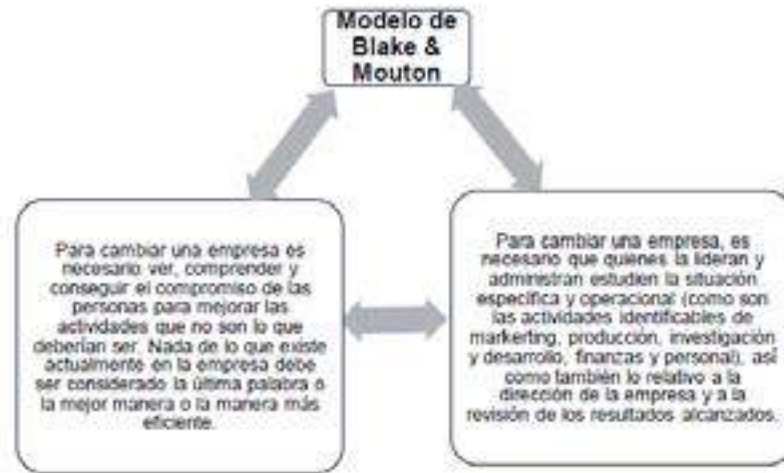 Modelo de
Blake &
Mouton
Para cambiar una empresa es
necesario ver, comprender y
conseguir el compromiso de las
personas para mejorar las
actividades que no son lo que
deberían ser. Nada de lo que existe
actualmente en la empresa debe
ser considerado la última palabra o
la mejor manera o la manera más
eficiente.
Para cambiar una empresa, es
necesario que quienes la lideran y
administran estudien la situación
específica y operacional (como son
las actividades identificables de
markerting, producción, investigación
y desarrollo, finanzas y personal), así
como también lo relativo a la
dirección de la empresa y a la
revisión de los resultados alcanzados.